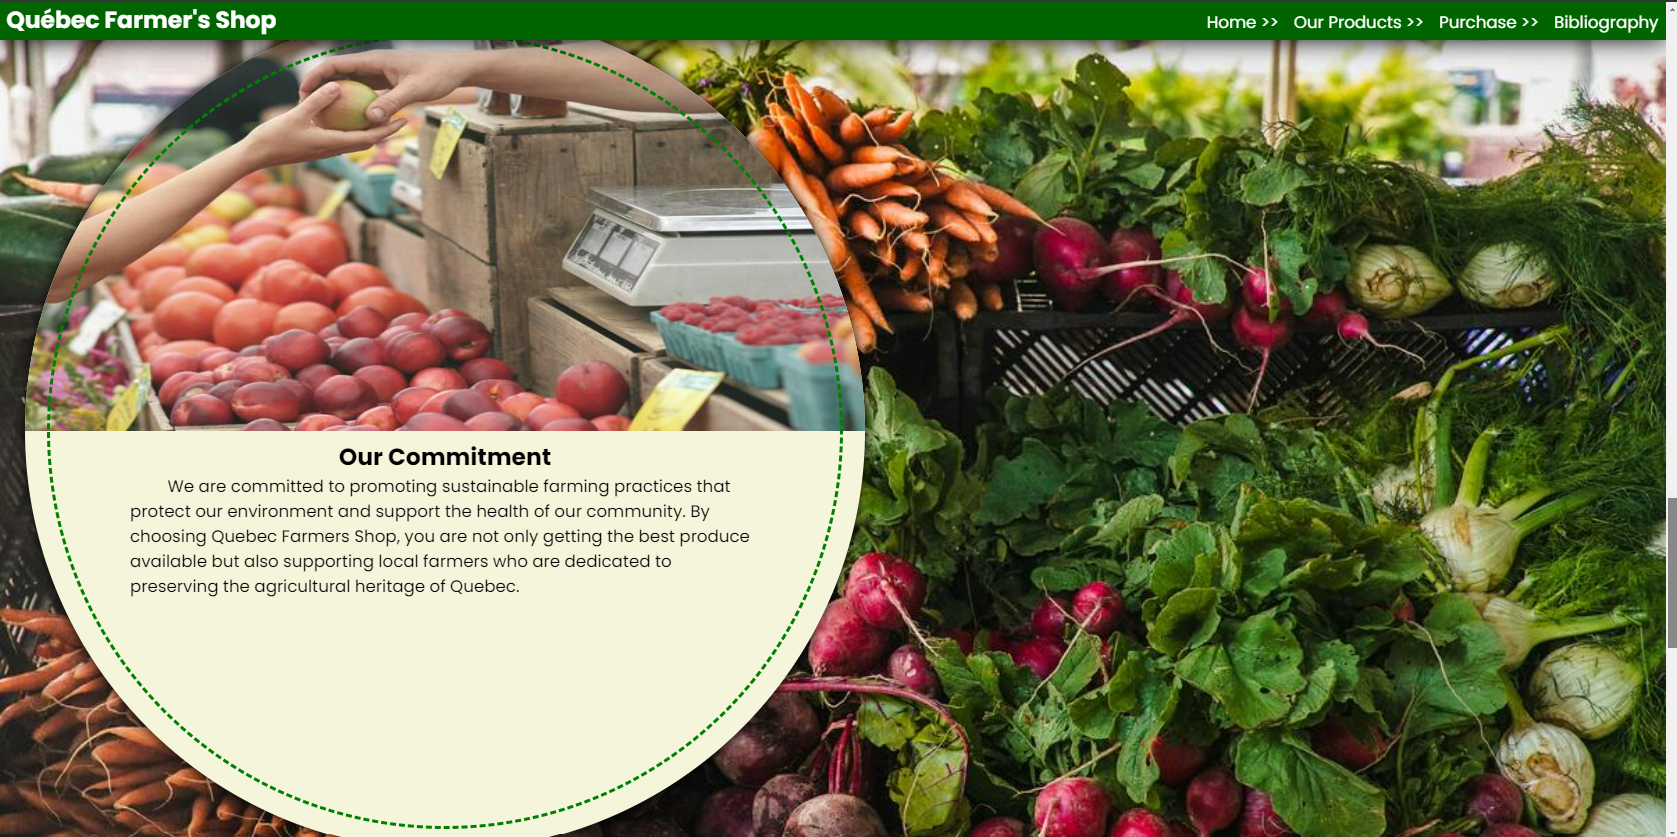 Québec Farmer's Shop
Home >> Our Products >> Purchase >> Bibliography
Our Commitment
We are committed to promoting sustainable farming practices that
protect our environment and support the health of our community. By
choosing Quebec Farmers Shop, you are not only getting the best produce
available but also supporting local farmers who are dedicated to
preserving the agricultural heritage of Quebec.